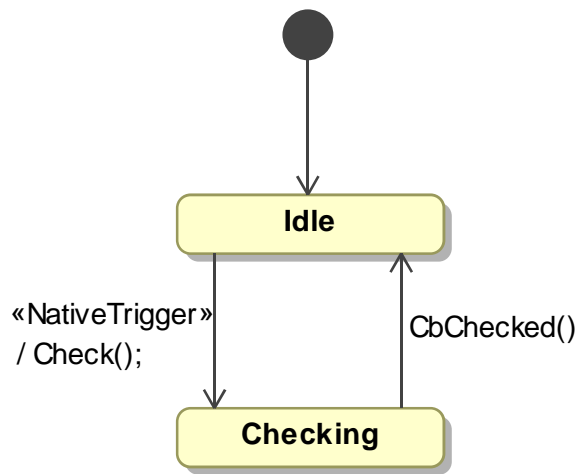 Idle
«NativeTrigger»
/ Check();
CbChecked()
Checking